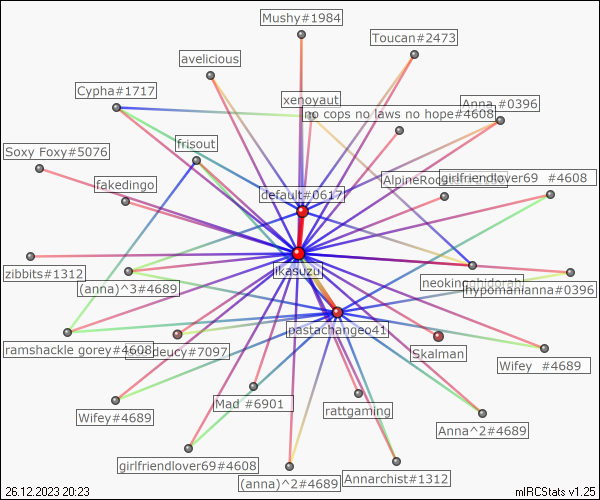 Mushy#1984
Toucan#2473
avelicious
Cypha#1717
xenoyaut
Anna #0396
no cops no laws no hope#4608
frisout
Soxy Foxy#5076
fakedingo
girlfriendlover69 #4608
default#0617
likasuzu
zibbits#1312
(anna)^3#4689
neokingghidorah
hypomanianna#0396
pastachangeo41
ramshackle gorey#4608
deucy#7097
Skalman
Wifey #4689
Mad #6901
rattgaming
Wifey#4689
Anna^2#4689
girlfriendlover69#4608
(anna)^2#4689
Annarchist#1312
26.12.2023 20:23
mIRCStats v1.25